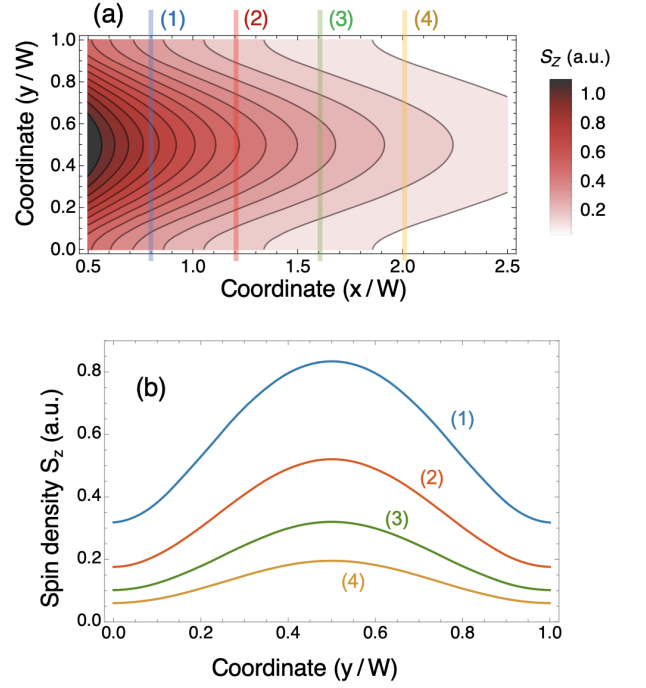 (a) (1) (2) (3) (4)
1.0
0.8
0.6
0.4
0.2
0.0
Coordinate (y / W)
0.5 1.0 1.5 2.0 2.5
Coordinate (x / W)
S_Z (a.u.)
1.0
0.8
0.6
0.4
0.2
(b)
0.8
0.6
0.4
0.2
0.0
Spin density S_z (a.u.)
(1)
(2)
(3)
(4)
0.0 0.2 0.4 0.6 0.8 1.0
Coordinate (y / W)